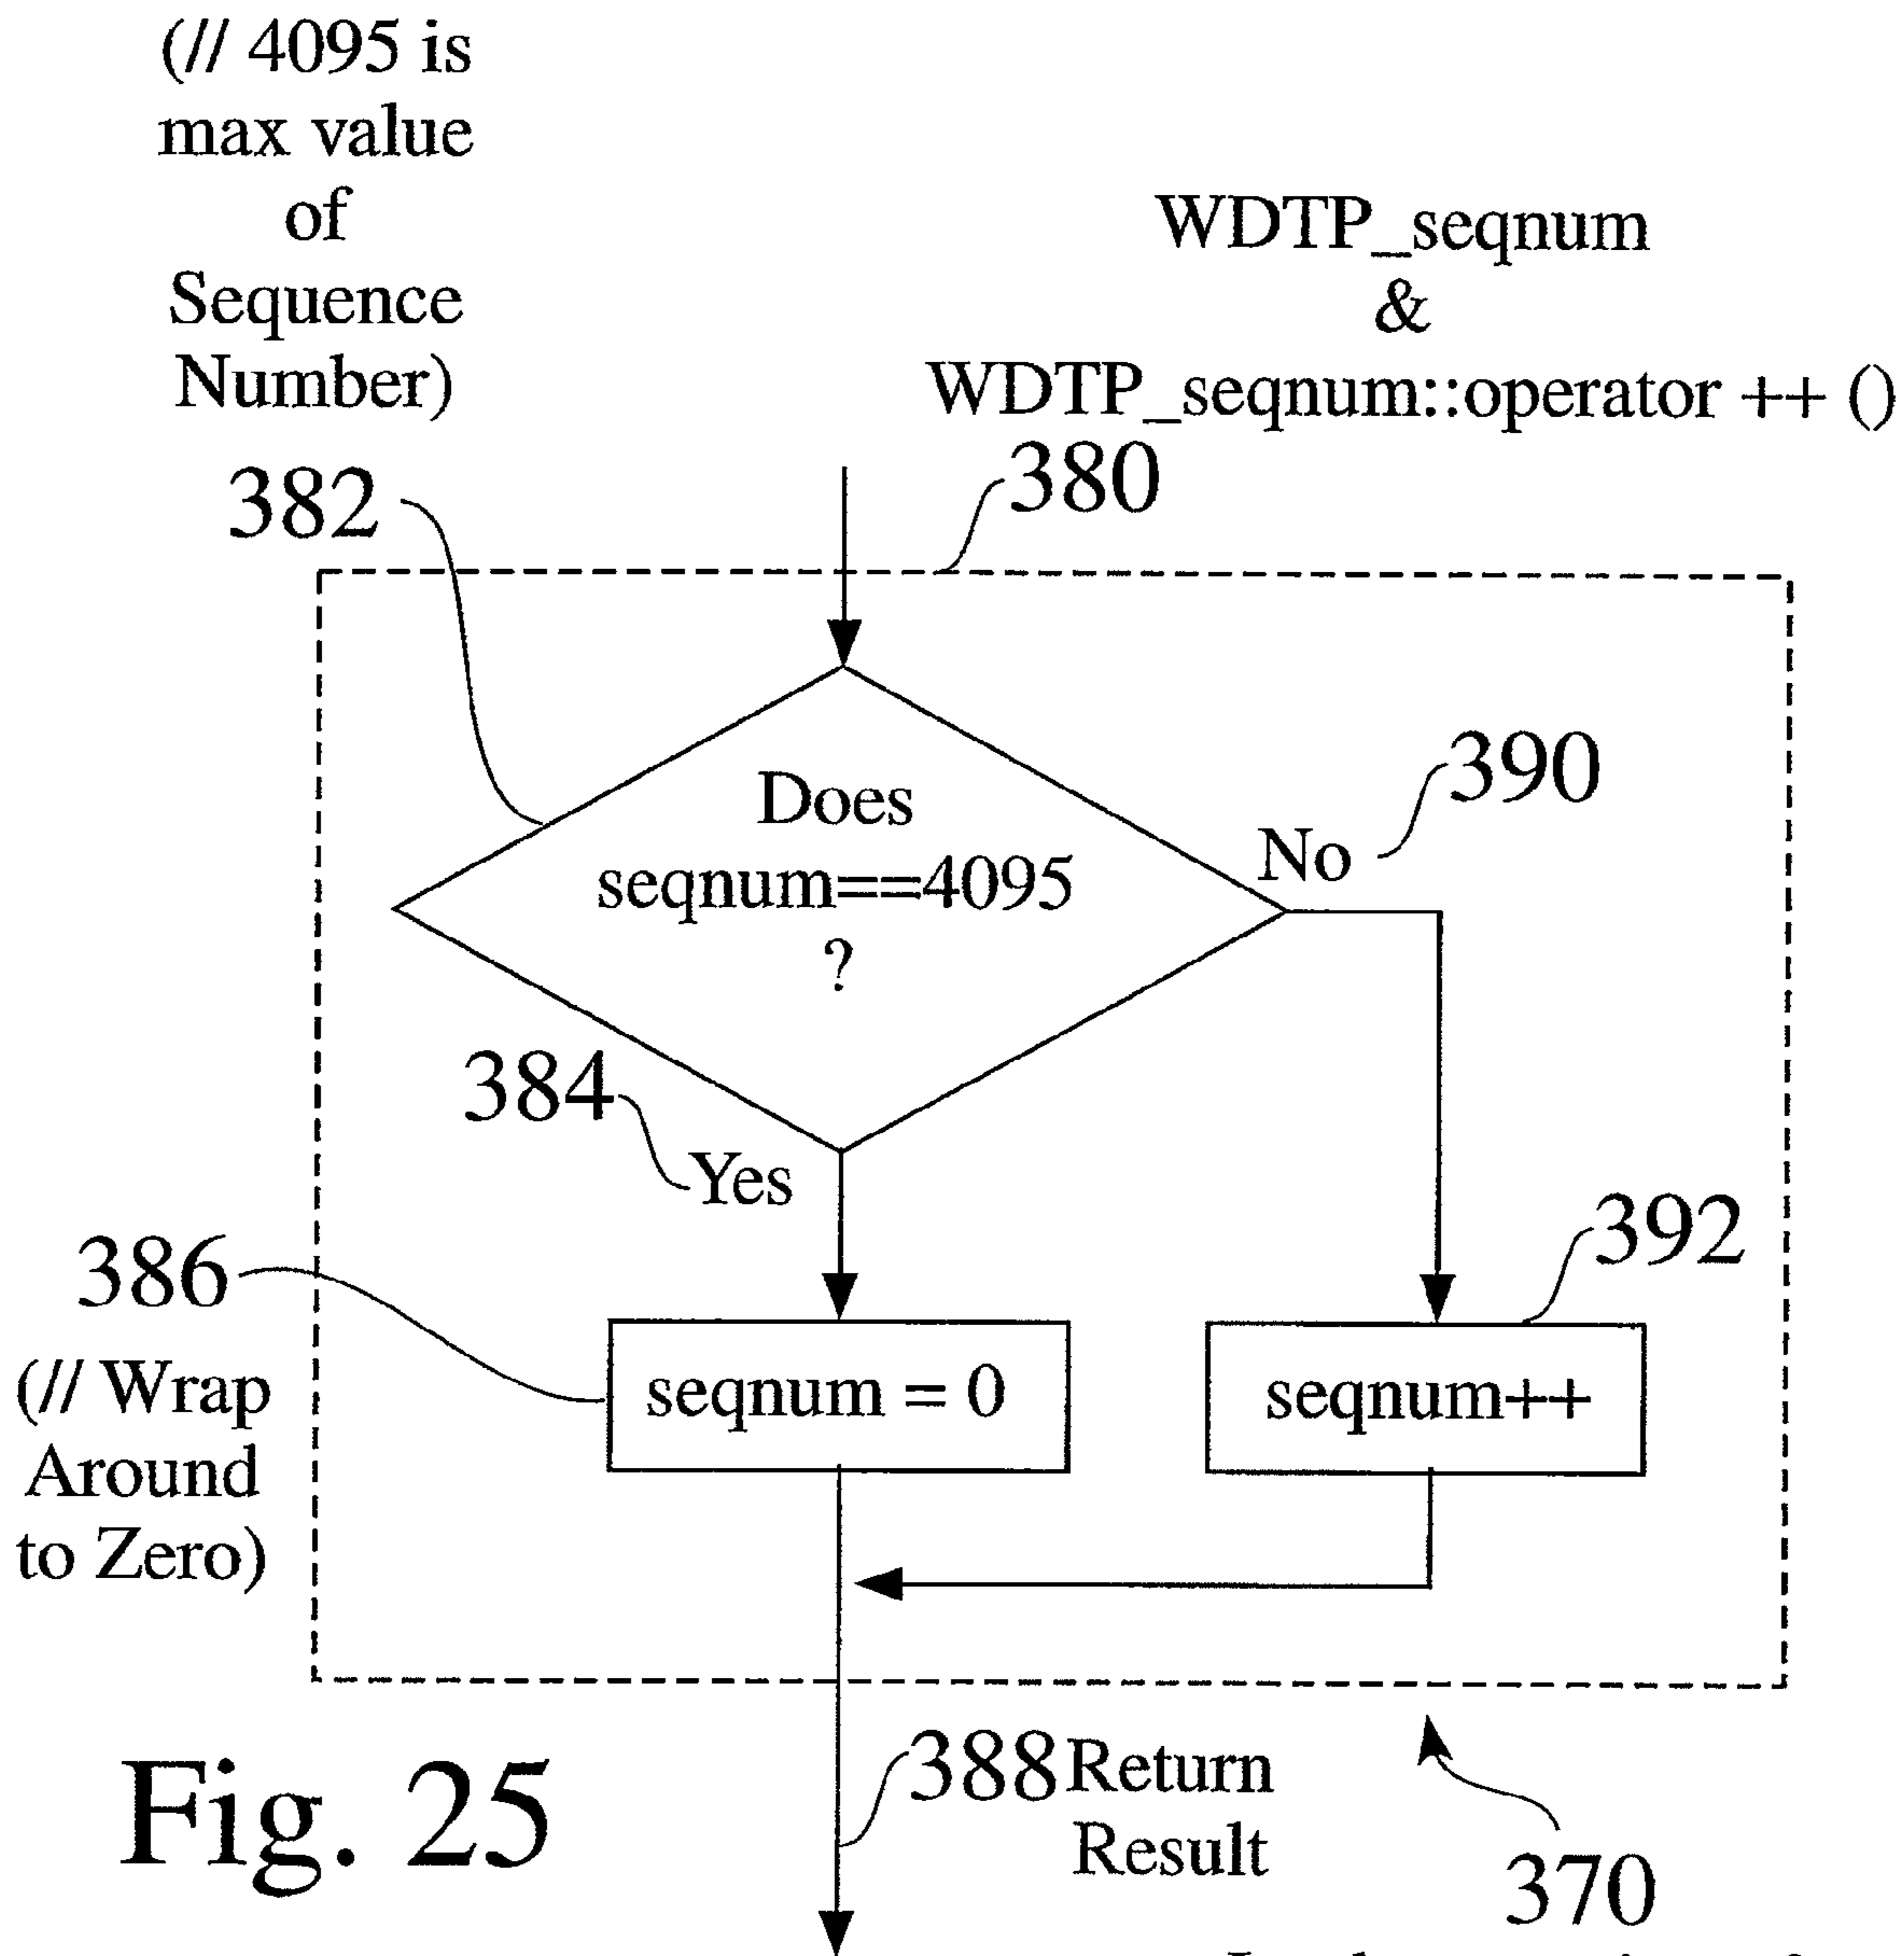 (// 4095 is
max value
of
Sequence
Number)
WDTP_seqnum
&
WDTP_seqnum::operator ++ ()
382
380
Does
seqnum==4095
?
No
390
384
Yes
386
(// Wrap
Around
to Zero)
392
seqnum = 0
seqnum++
388 Return
Result
Fig. 25
370